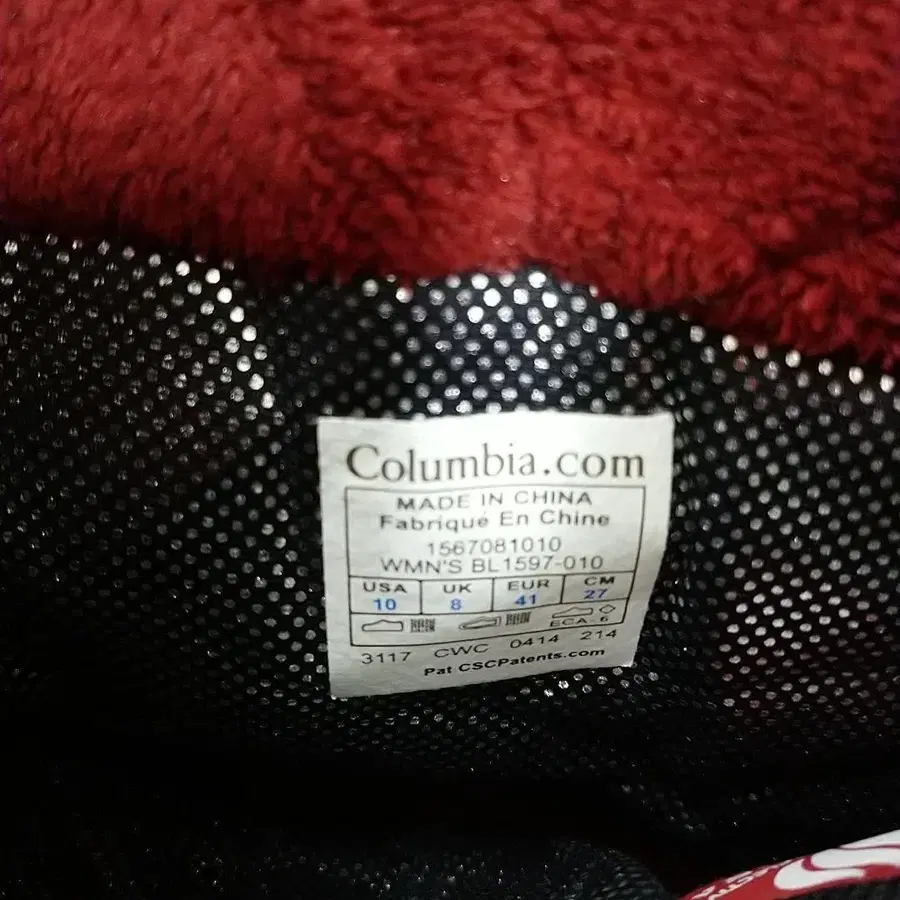 Columbia.com
MADE IN CHINA
Fabriqué En Chine
1567081010
WMN'S BL1597-010
USA UK EUR CM
10 8 41 27
ECA-6
3117 CWC 0414 214
Pat CSCPatents.com